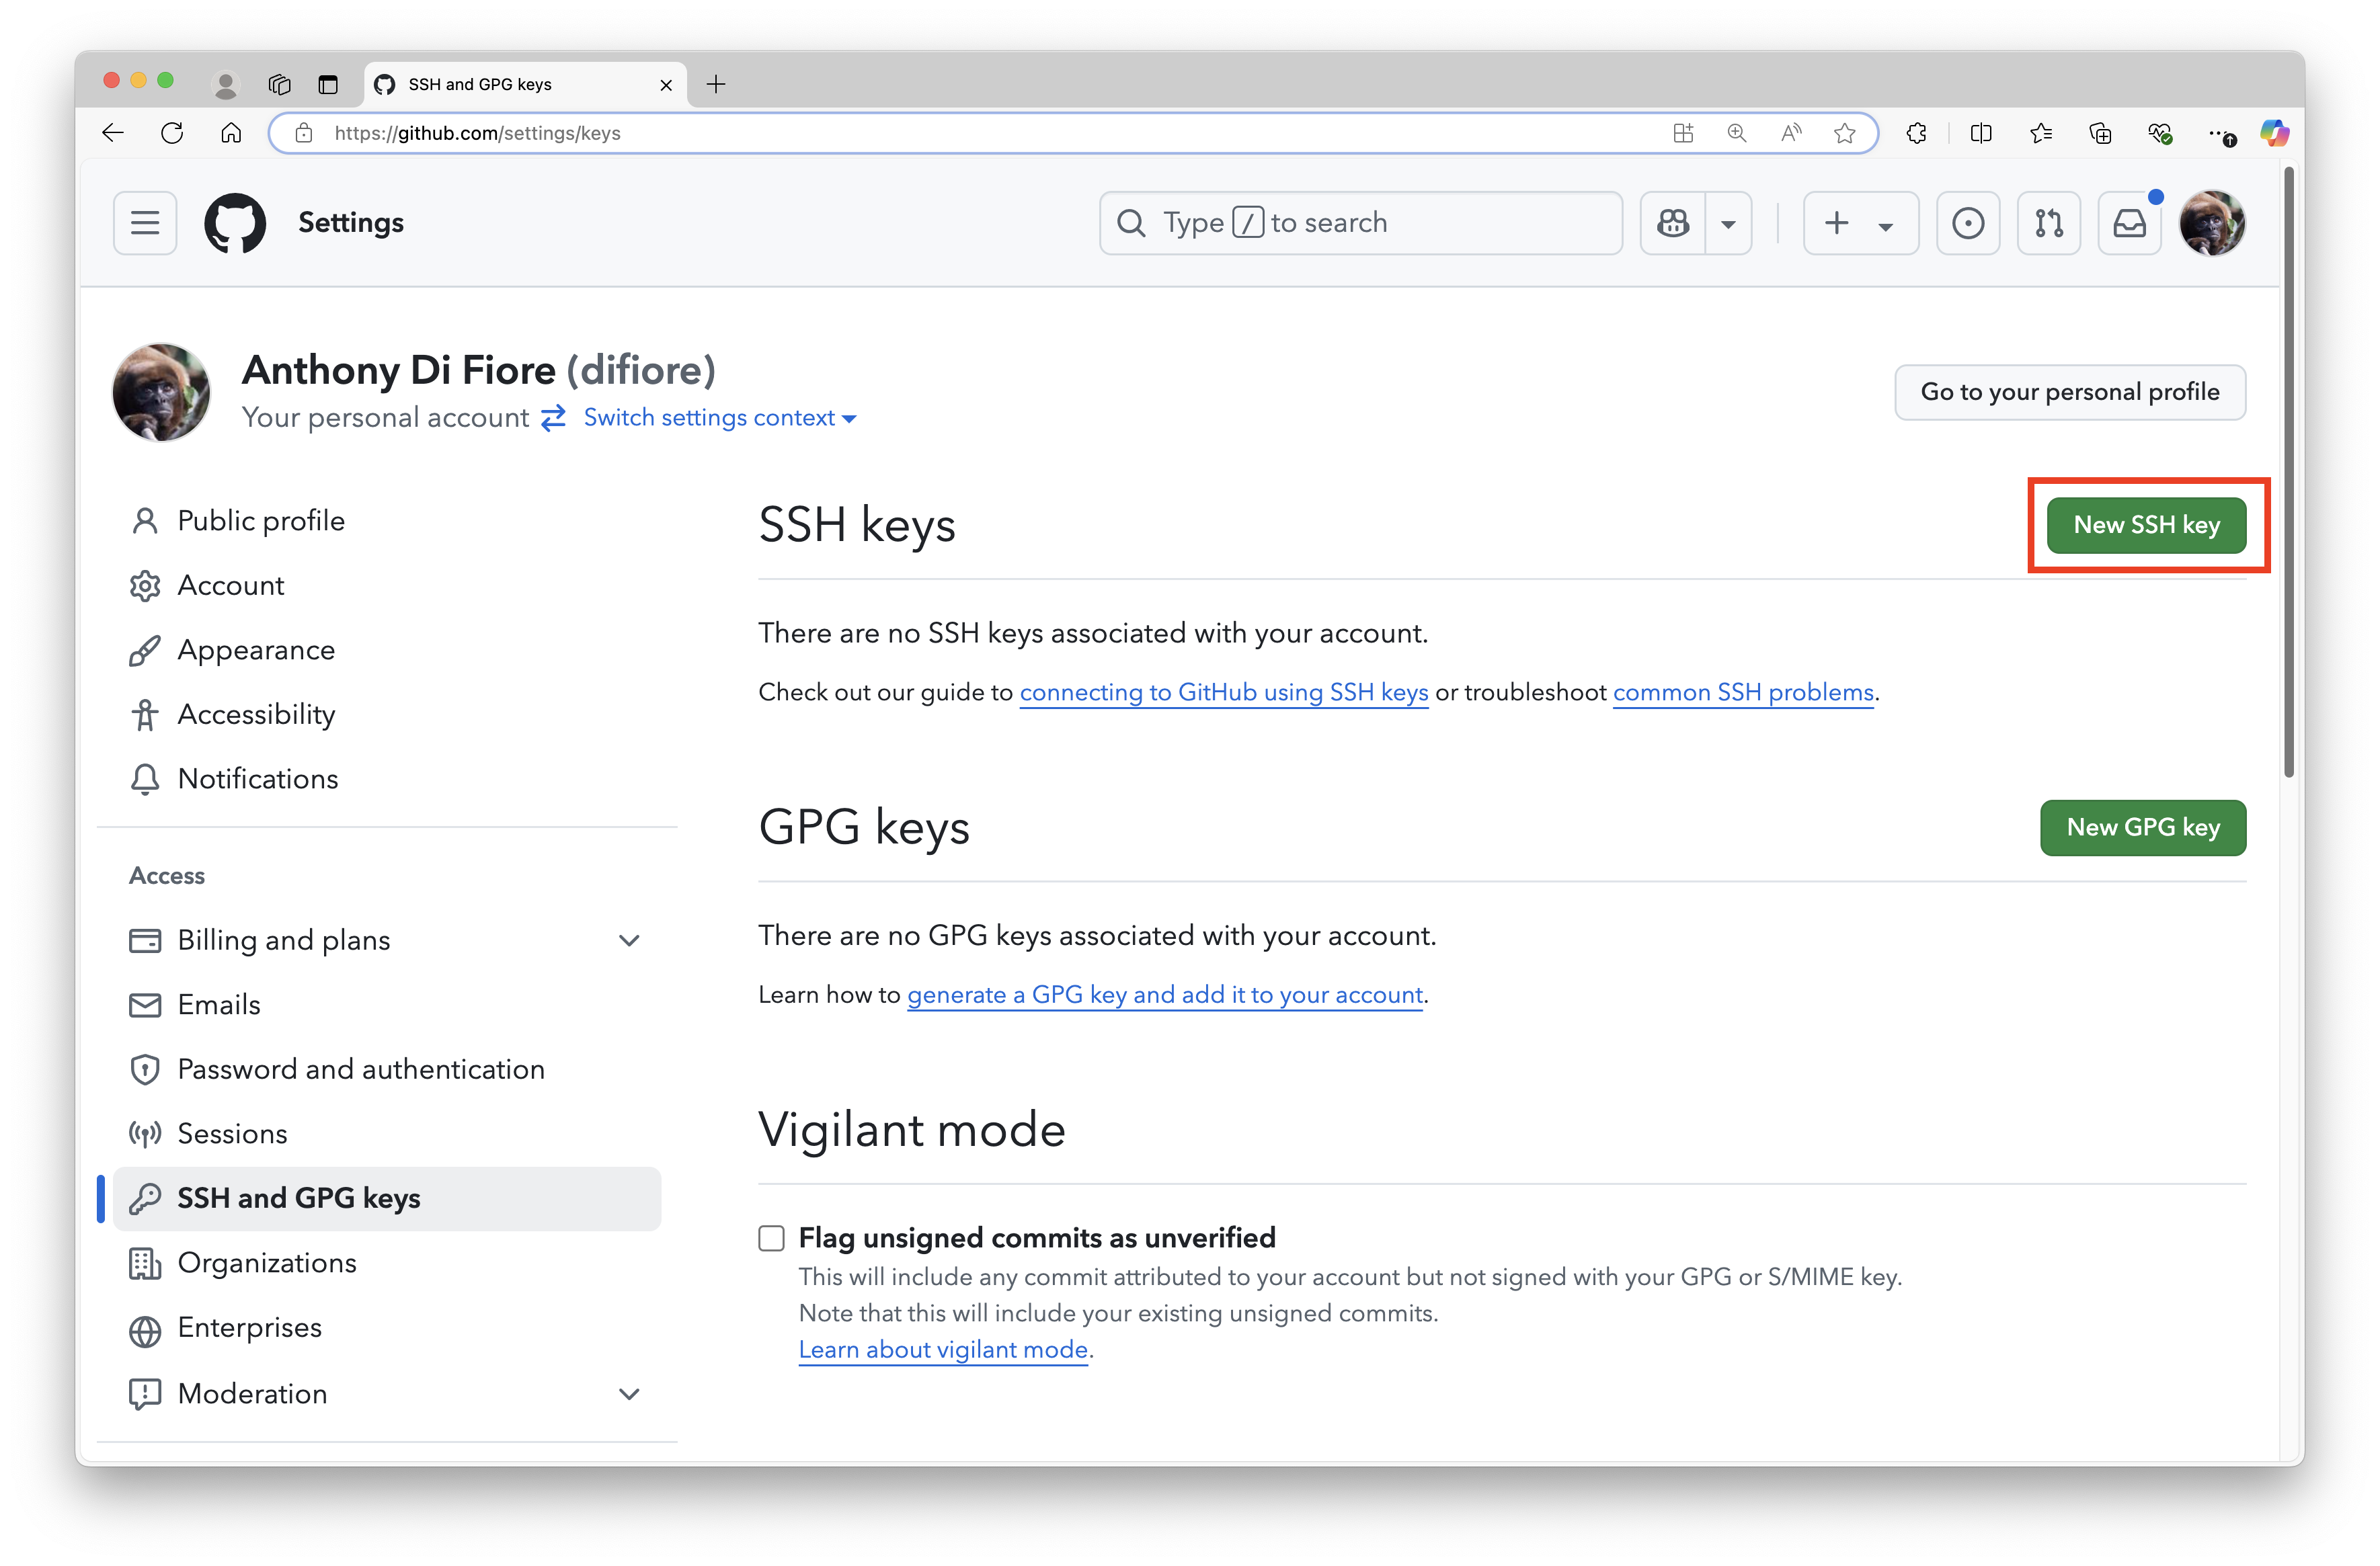 SSH and GPG keys
https://github.com/settings/keys
Settings
Type / to search
Anthony Di Fiore (difiore)
Your personal account Switch settings context
Go to your personal profile
Public profile
Account
Appearance
Accessibility
Notifications
Access
Billing and plans
Emails
Password and authentication
Sessions
SSH and GPG keys
Organizations
Enterprises
Moderation
SSH keys
New SSH key
There are no SSH keys associated with your account.
Check out our guide to connecting to GitHub using SSH keys or troubleshoot common SSH problems.
GPG keys
New GPG key
There are no GPG keys associated with your account.
Learn how to generate a GPG key and add it to your account.
Vigilant mode
Flag unsigned commits as unverified
This will include any commit attributed to your account but not signed with your GPG or S/MIME key.
Note that this will include your existing unsigned commits.
Learn about vigilant mode.